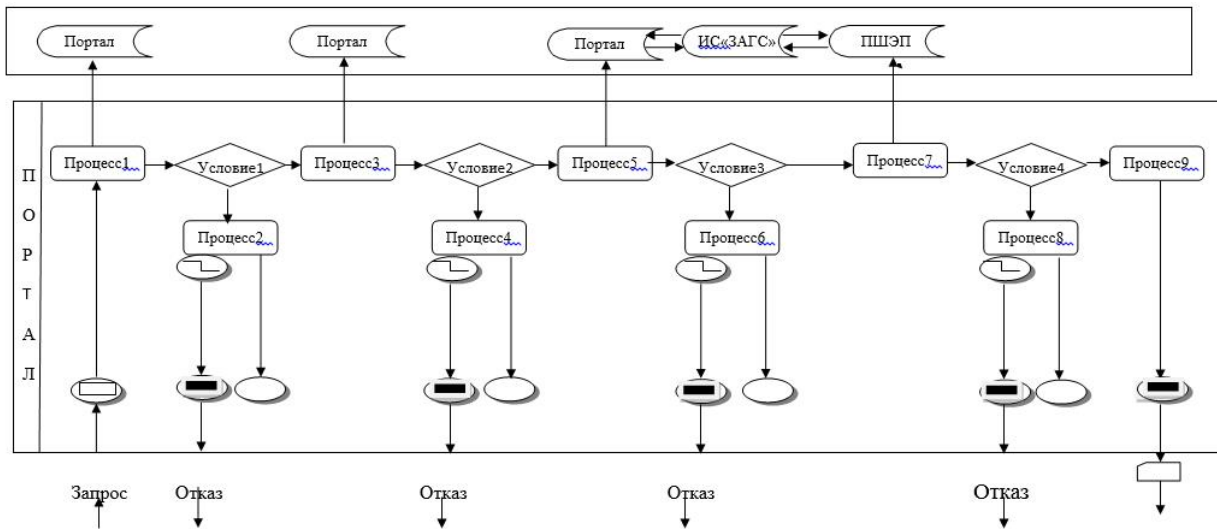 Портал
Портал
Портал
ИС«ЗАГС»
ПШЭП
ПОРтАЛ
Процесс1
Условие1
Процесс3
Условие2
Процесс5
Условие3
Процесс7
Условие4
Процесс9
Процесс2
Процесс4
Процесс6
Процесс8
Запрос
Отказ
Отказ
Отказ
Отказ